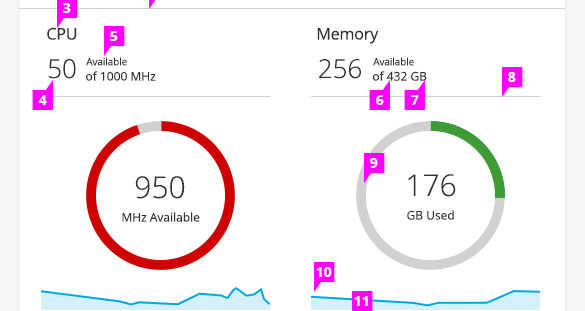 3
CPU
Memory
5
50
Available
of 1000 MHz
256
Available
of 432 GB
8
4
6
7
9
950
MHz Available
176
GB Used
10
11